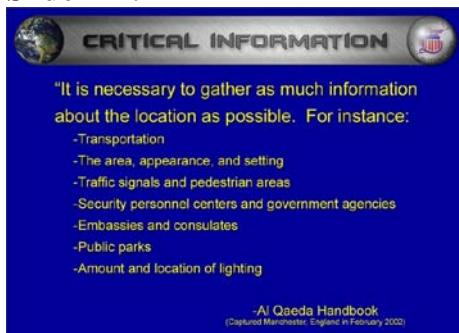 CRITICAL INFORMATION
“It is necessary to gather as much information
about the location as possible. For instance:
-Transportation
-The area, appearance, and setting
-Traffic signals and pedestrian areas
-Security personnel centers and government agencies
-Embassies and consulates
-Public parks
-Amount and location of lighting
-Al Qaeda Handbook
(Captured Manchester, England in February 2002)